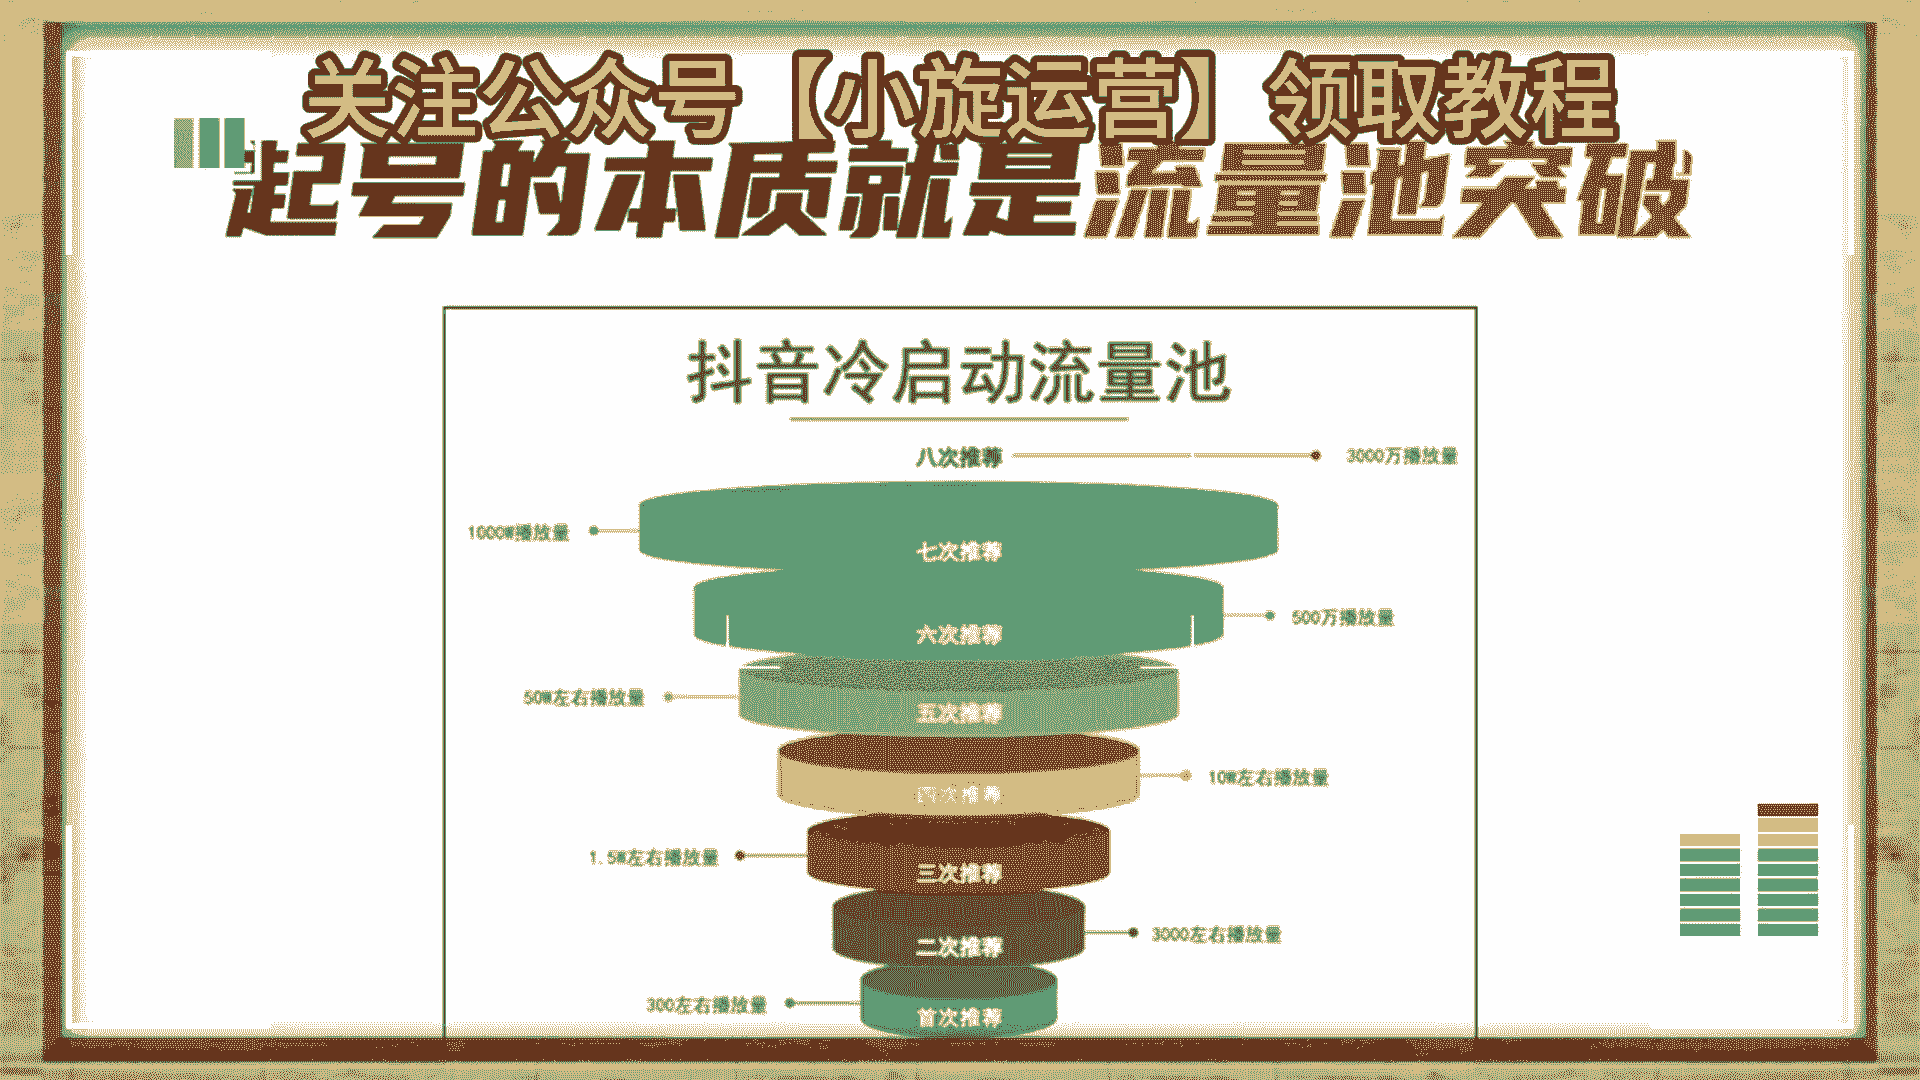 关注公众号【小旋运营】领取教程
起号的本质就是流量池突破
抖音冷启动流量池
八次推荐
3000万播放量
1000W播放量
七次推荐
六次推荐
500万播放量
50W左右播放量
五次推荐
四次推荐
10W左右播放量
1.5W左右播放量
三次推荐
二次推荐
3000左右播放量
300左右播放量
首次推荐